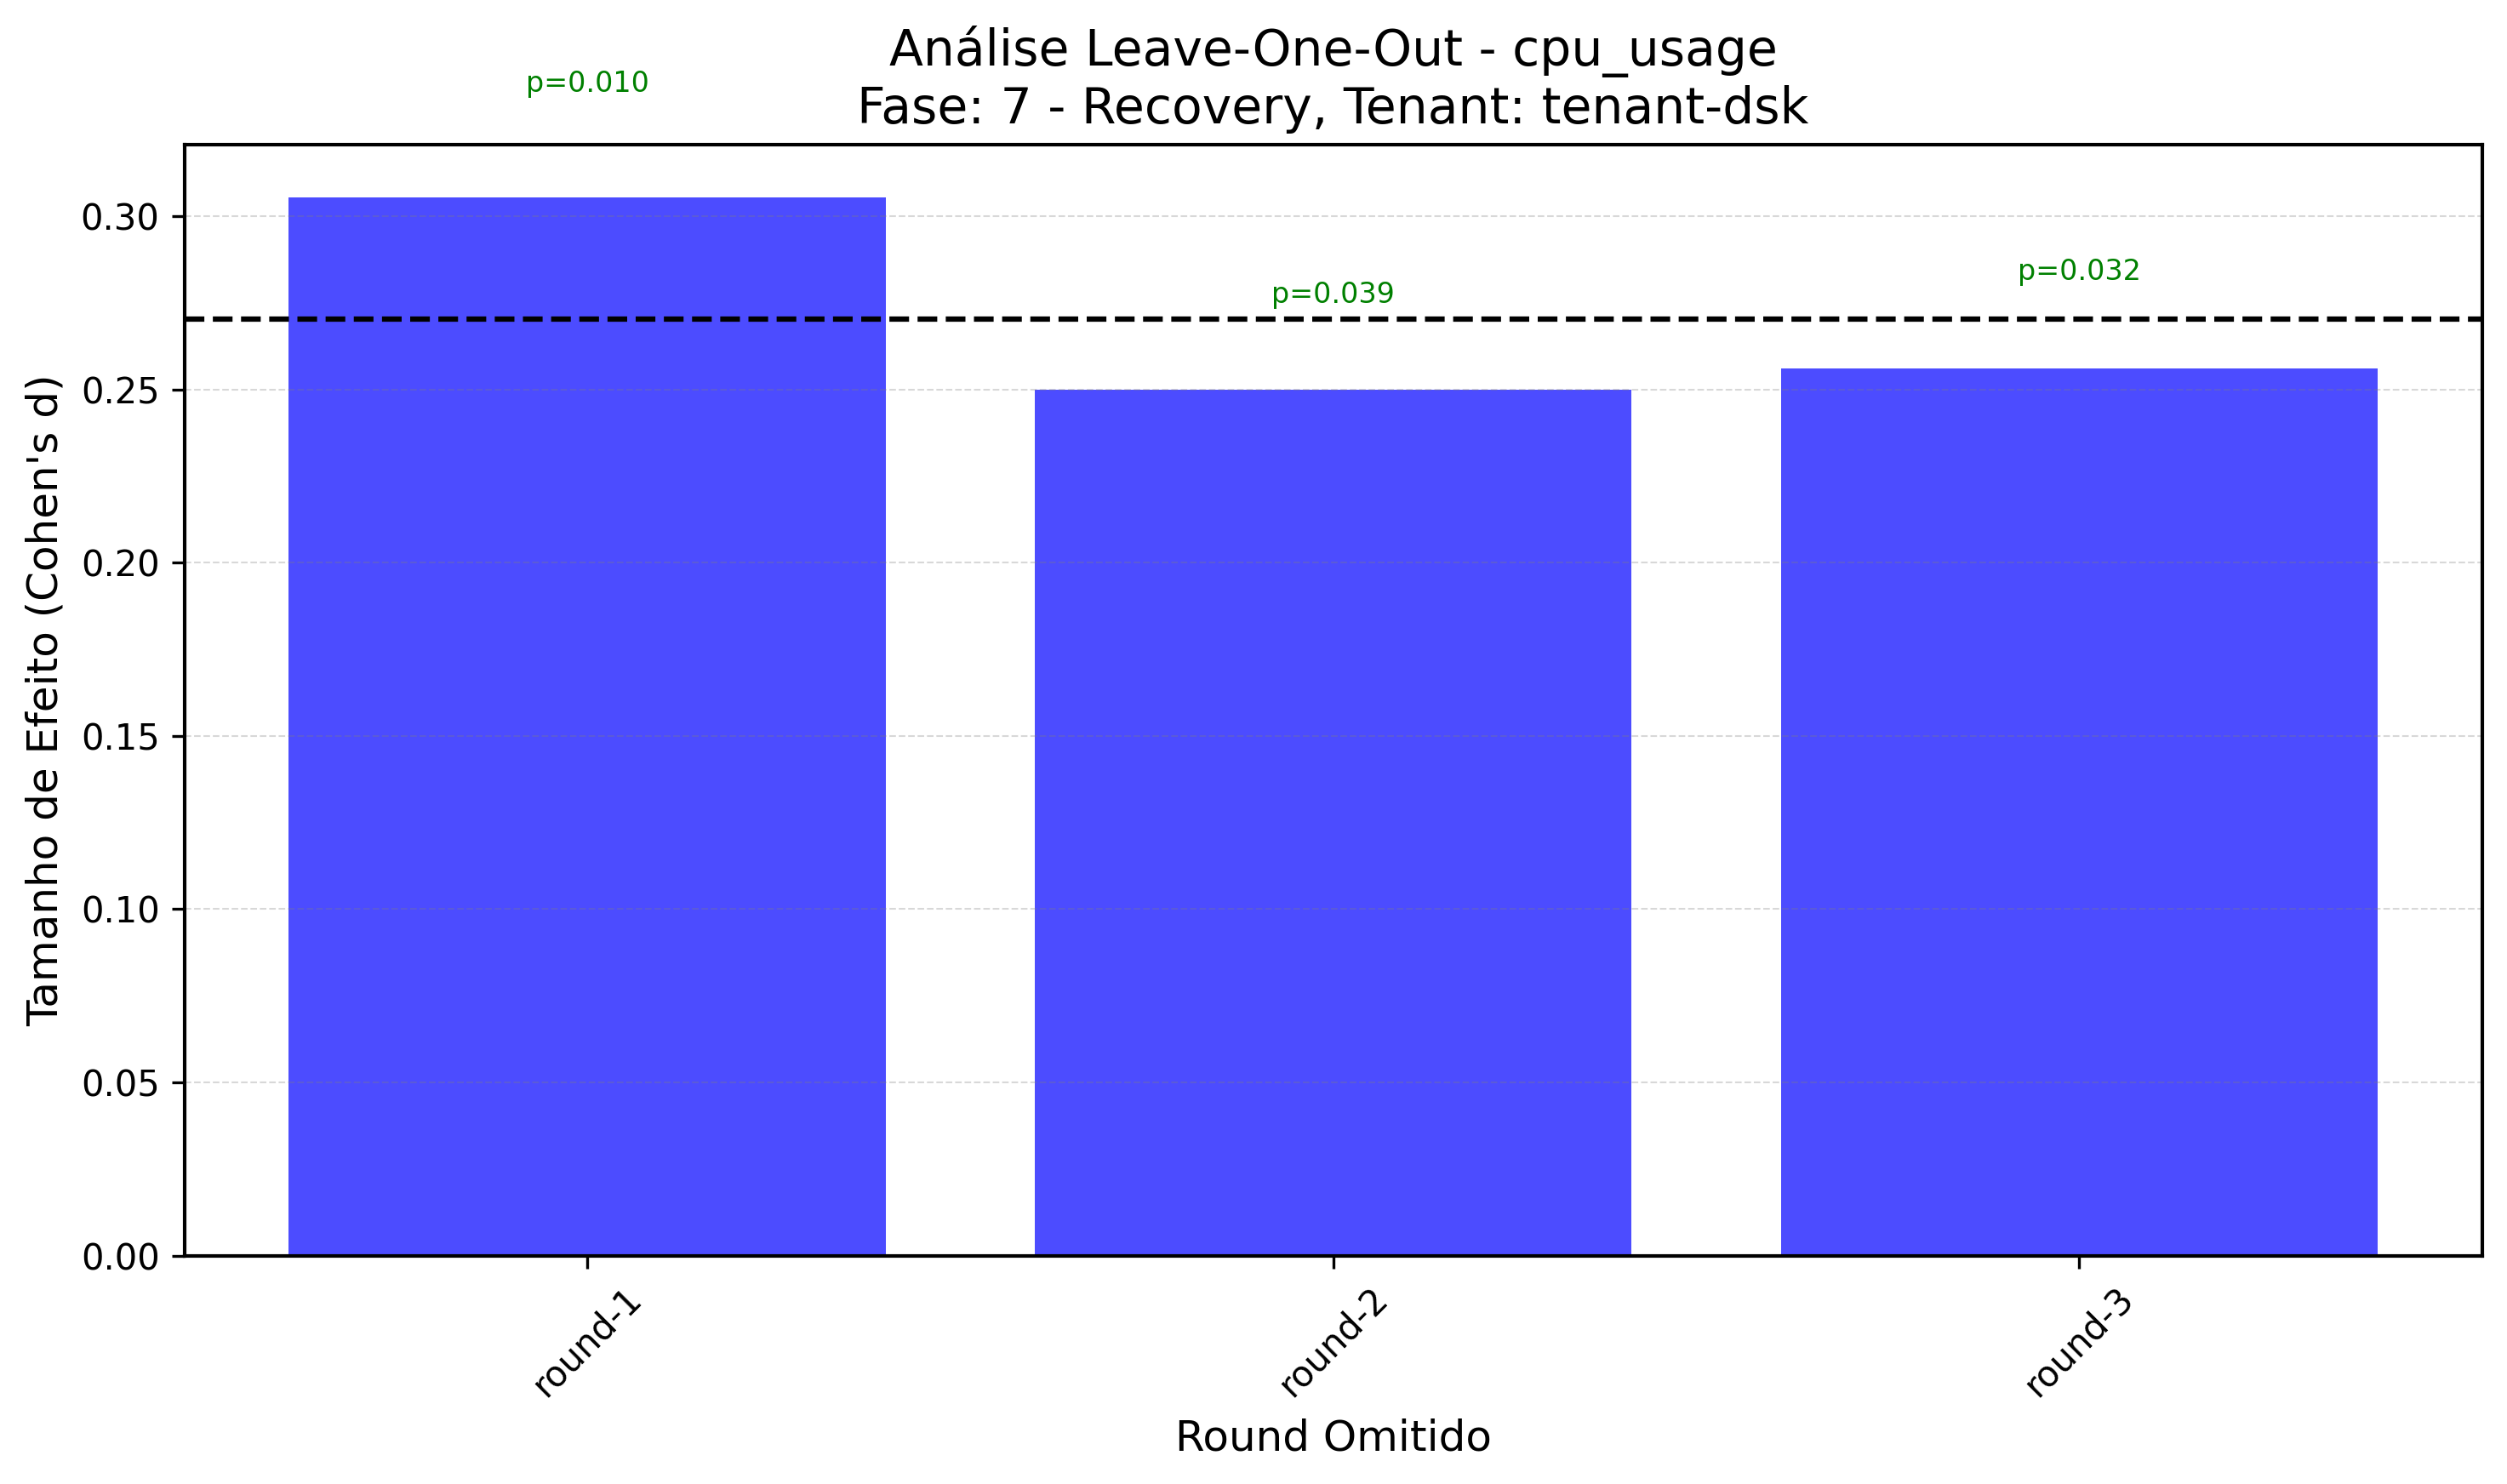 Análise Leave-One-Out - cpu_usage
Fase: 7 - Recovery, Tenant: tenant-dsk
p=0.010
p=0.039
p=0.032
Tamanho de Efeito (Cohen's d)
0.30
0.25
0.20
0.15
0.10
0.05
0.00
round-1
round-2
round-3
Round Omitido